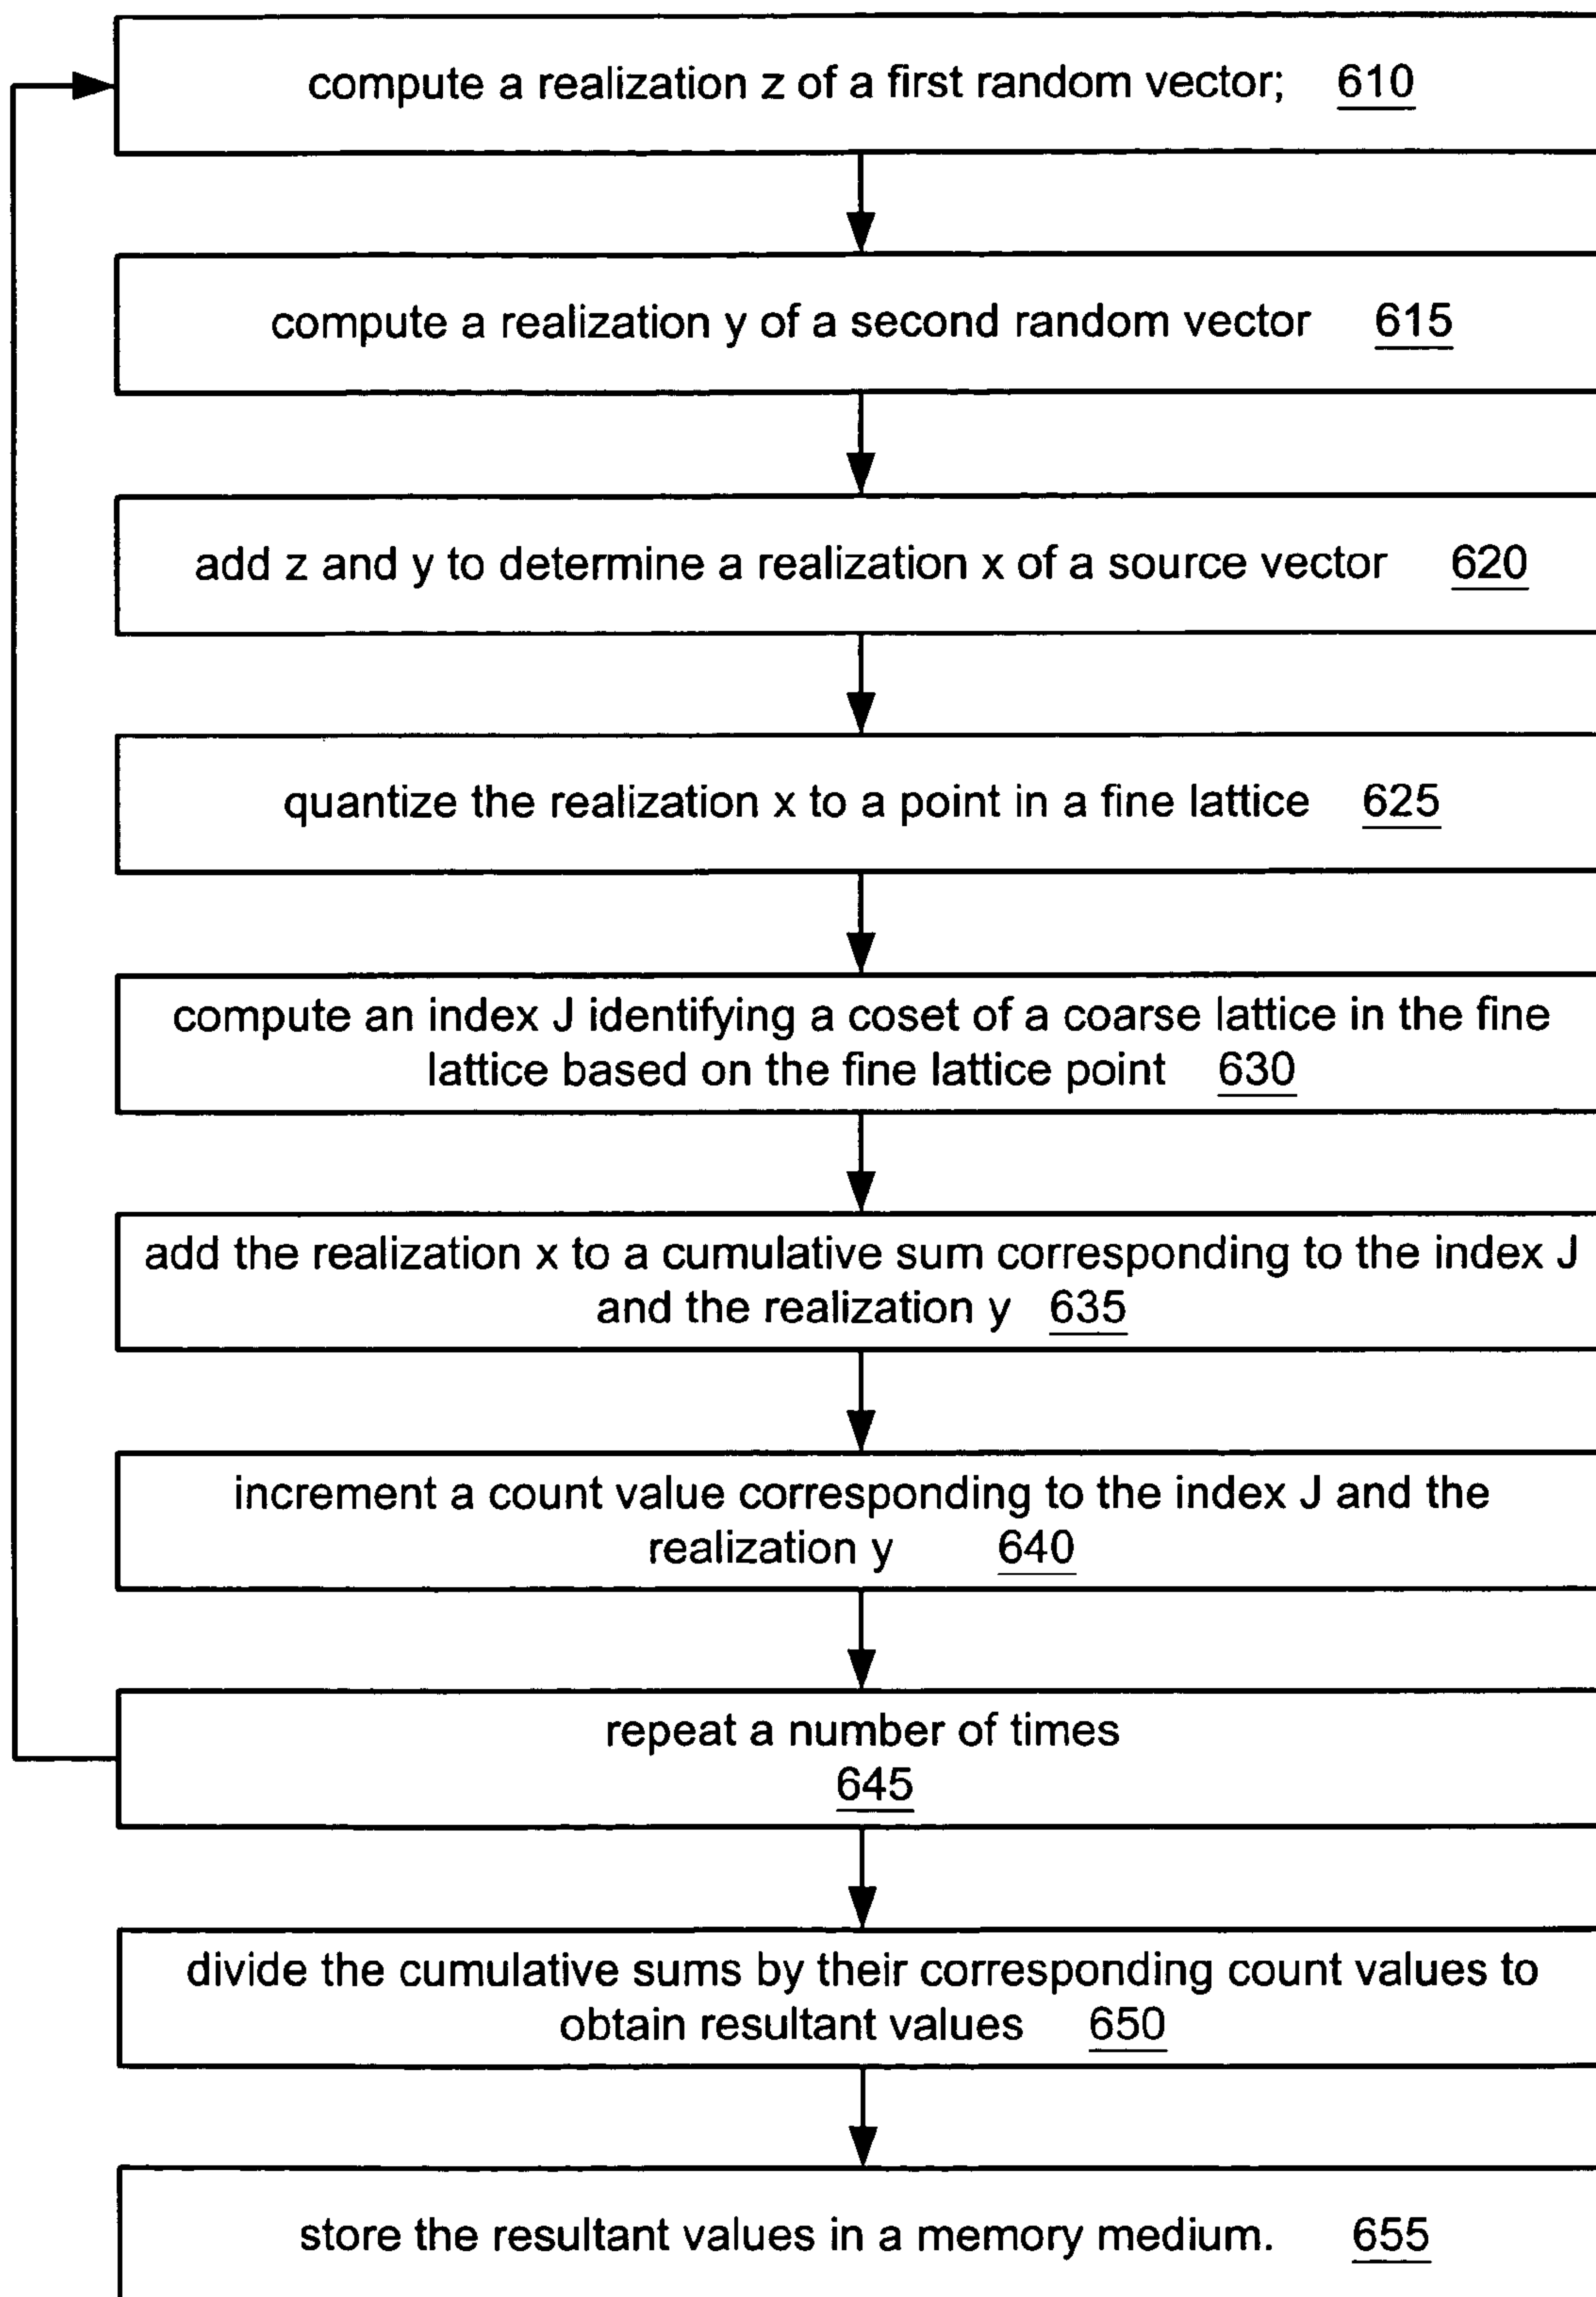 compute a realization z of a first random vector; 610
compute a realization y of a second random vector 615
add z and y to determine a realization x of a source vector 620
quantize the realization x to a point in a fine lattice 625
compute an index J identifying a coset of a coarse lattice in the fine
lattice based on the fine lattice point 630
add the realization x to a cumulative sum corresponding to the index J
and the realization y 635
increment a count value corresponding to the index J and the
realization y 640
repeat a number of times
645
divide the cumulative sums by their corresponding count values to
obtain resultant values 650
store the resultant values in a memory medium. 655